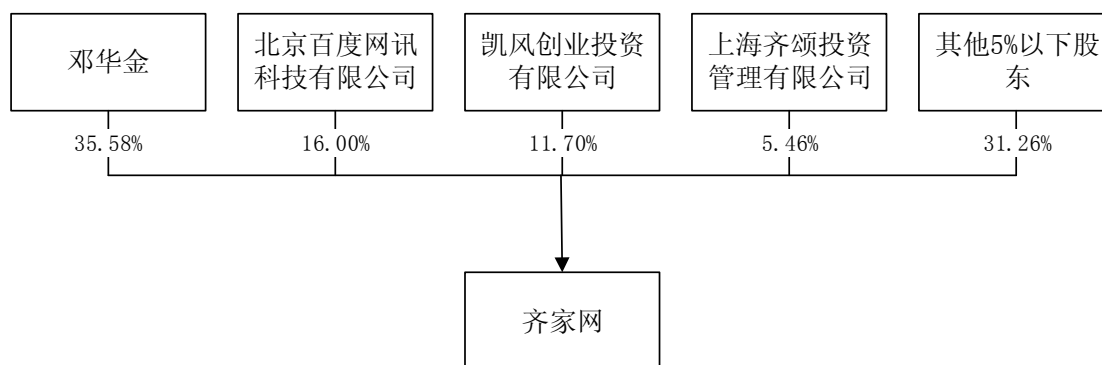 邓华金
北京百度网讯
科技有限公司
凯风创业投资
有限公司
上海齐颂投资
管理有限公司
其他5%以下股
东
35.58%
16.00%
11.70%
5.46%
31.26%
齐家网